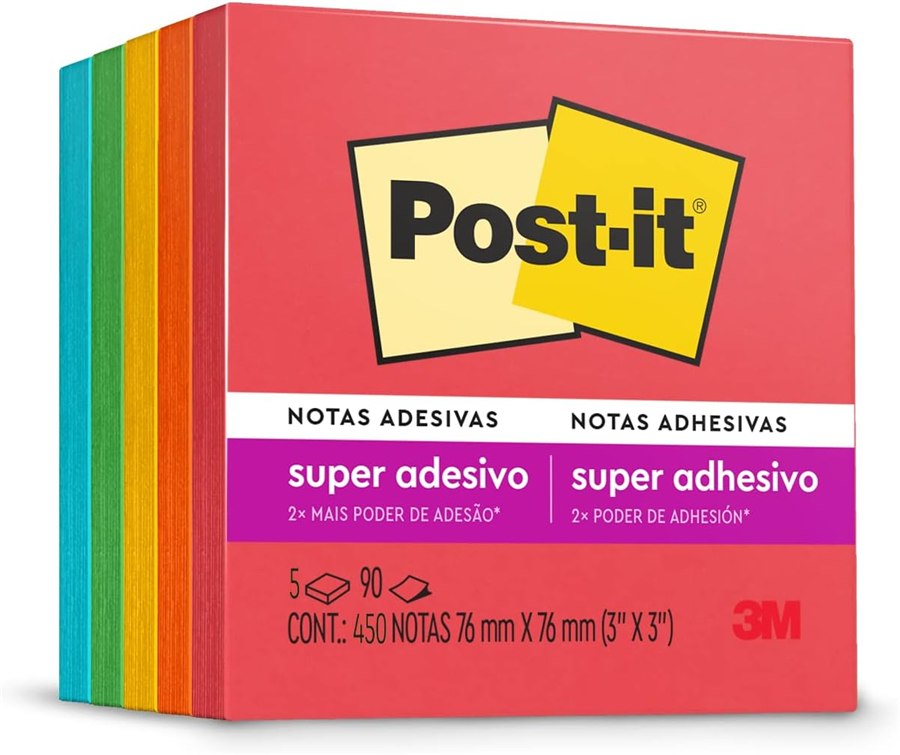 Post-it®
NOTAS ADESIVAS
super adesivo
2× MAIS PODER DE ADESÃO*
NOTAS ADHESIVAS
super adhesivo
2× PODER DE ADHESIÓN*
5 90
CONT.: 450 NOTAS 76 mm X 76 mm (3" X 3")
3M